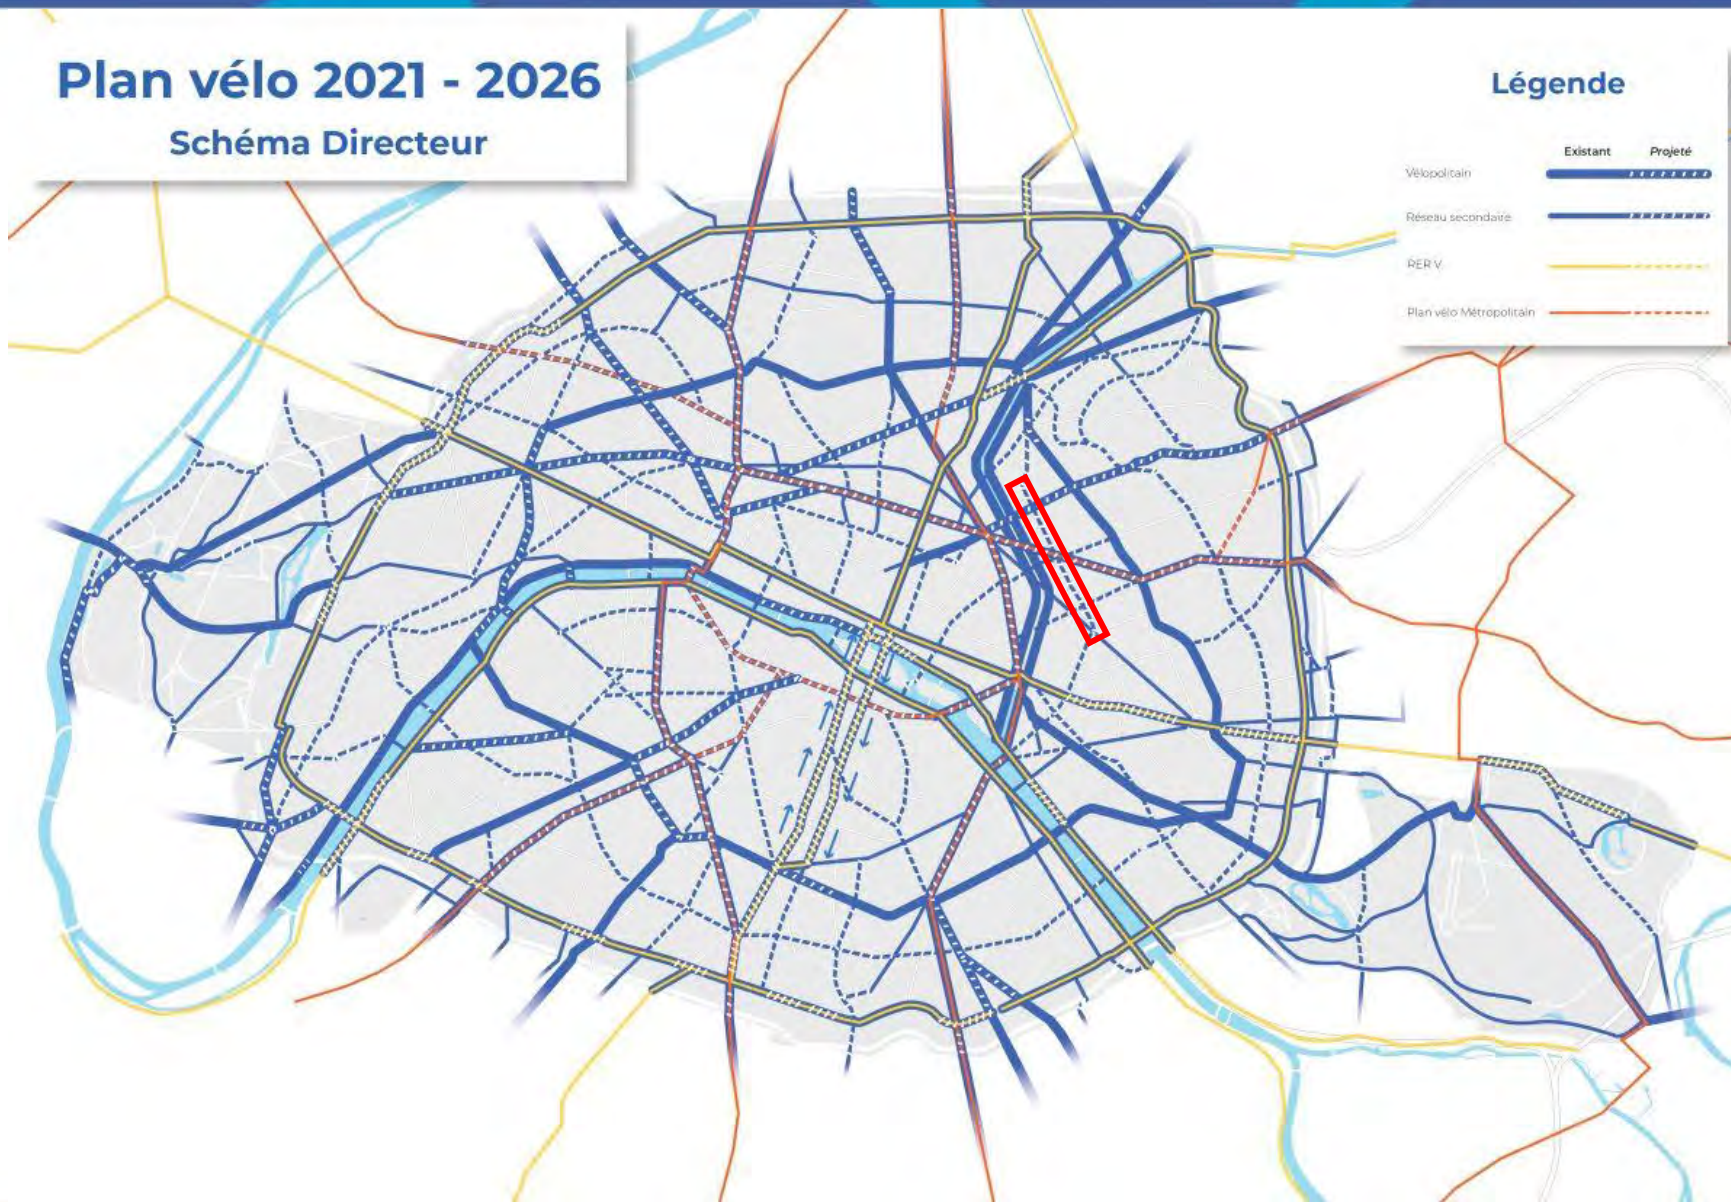 Plan vélo 2021 - 2026
Schéma Directeur
Légende
Existant Projeté
Vélopolitain
Réseau secondaire
RER V
Plan vélo Métropolitain